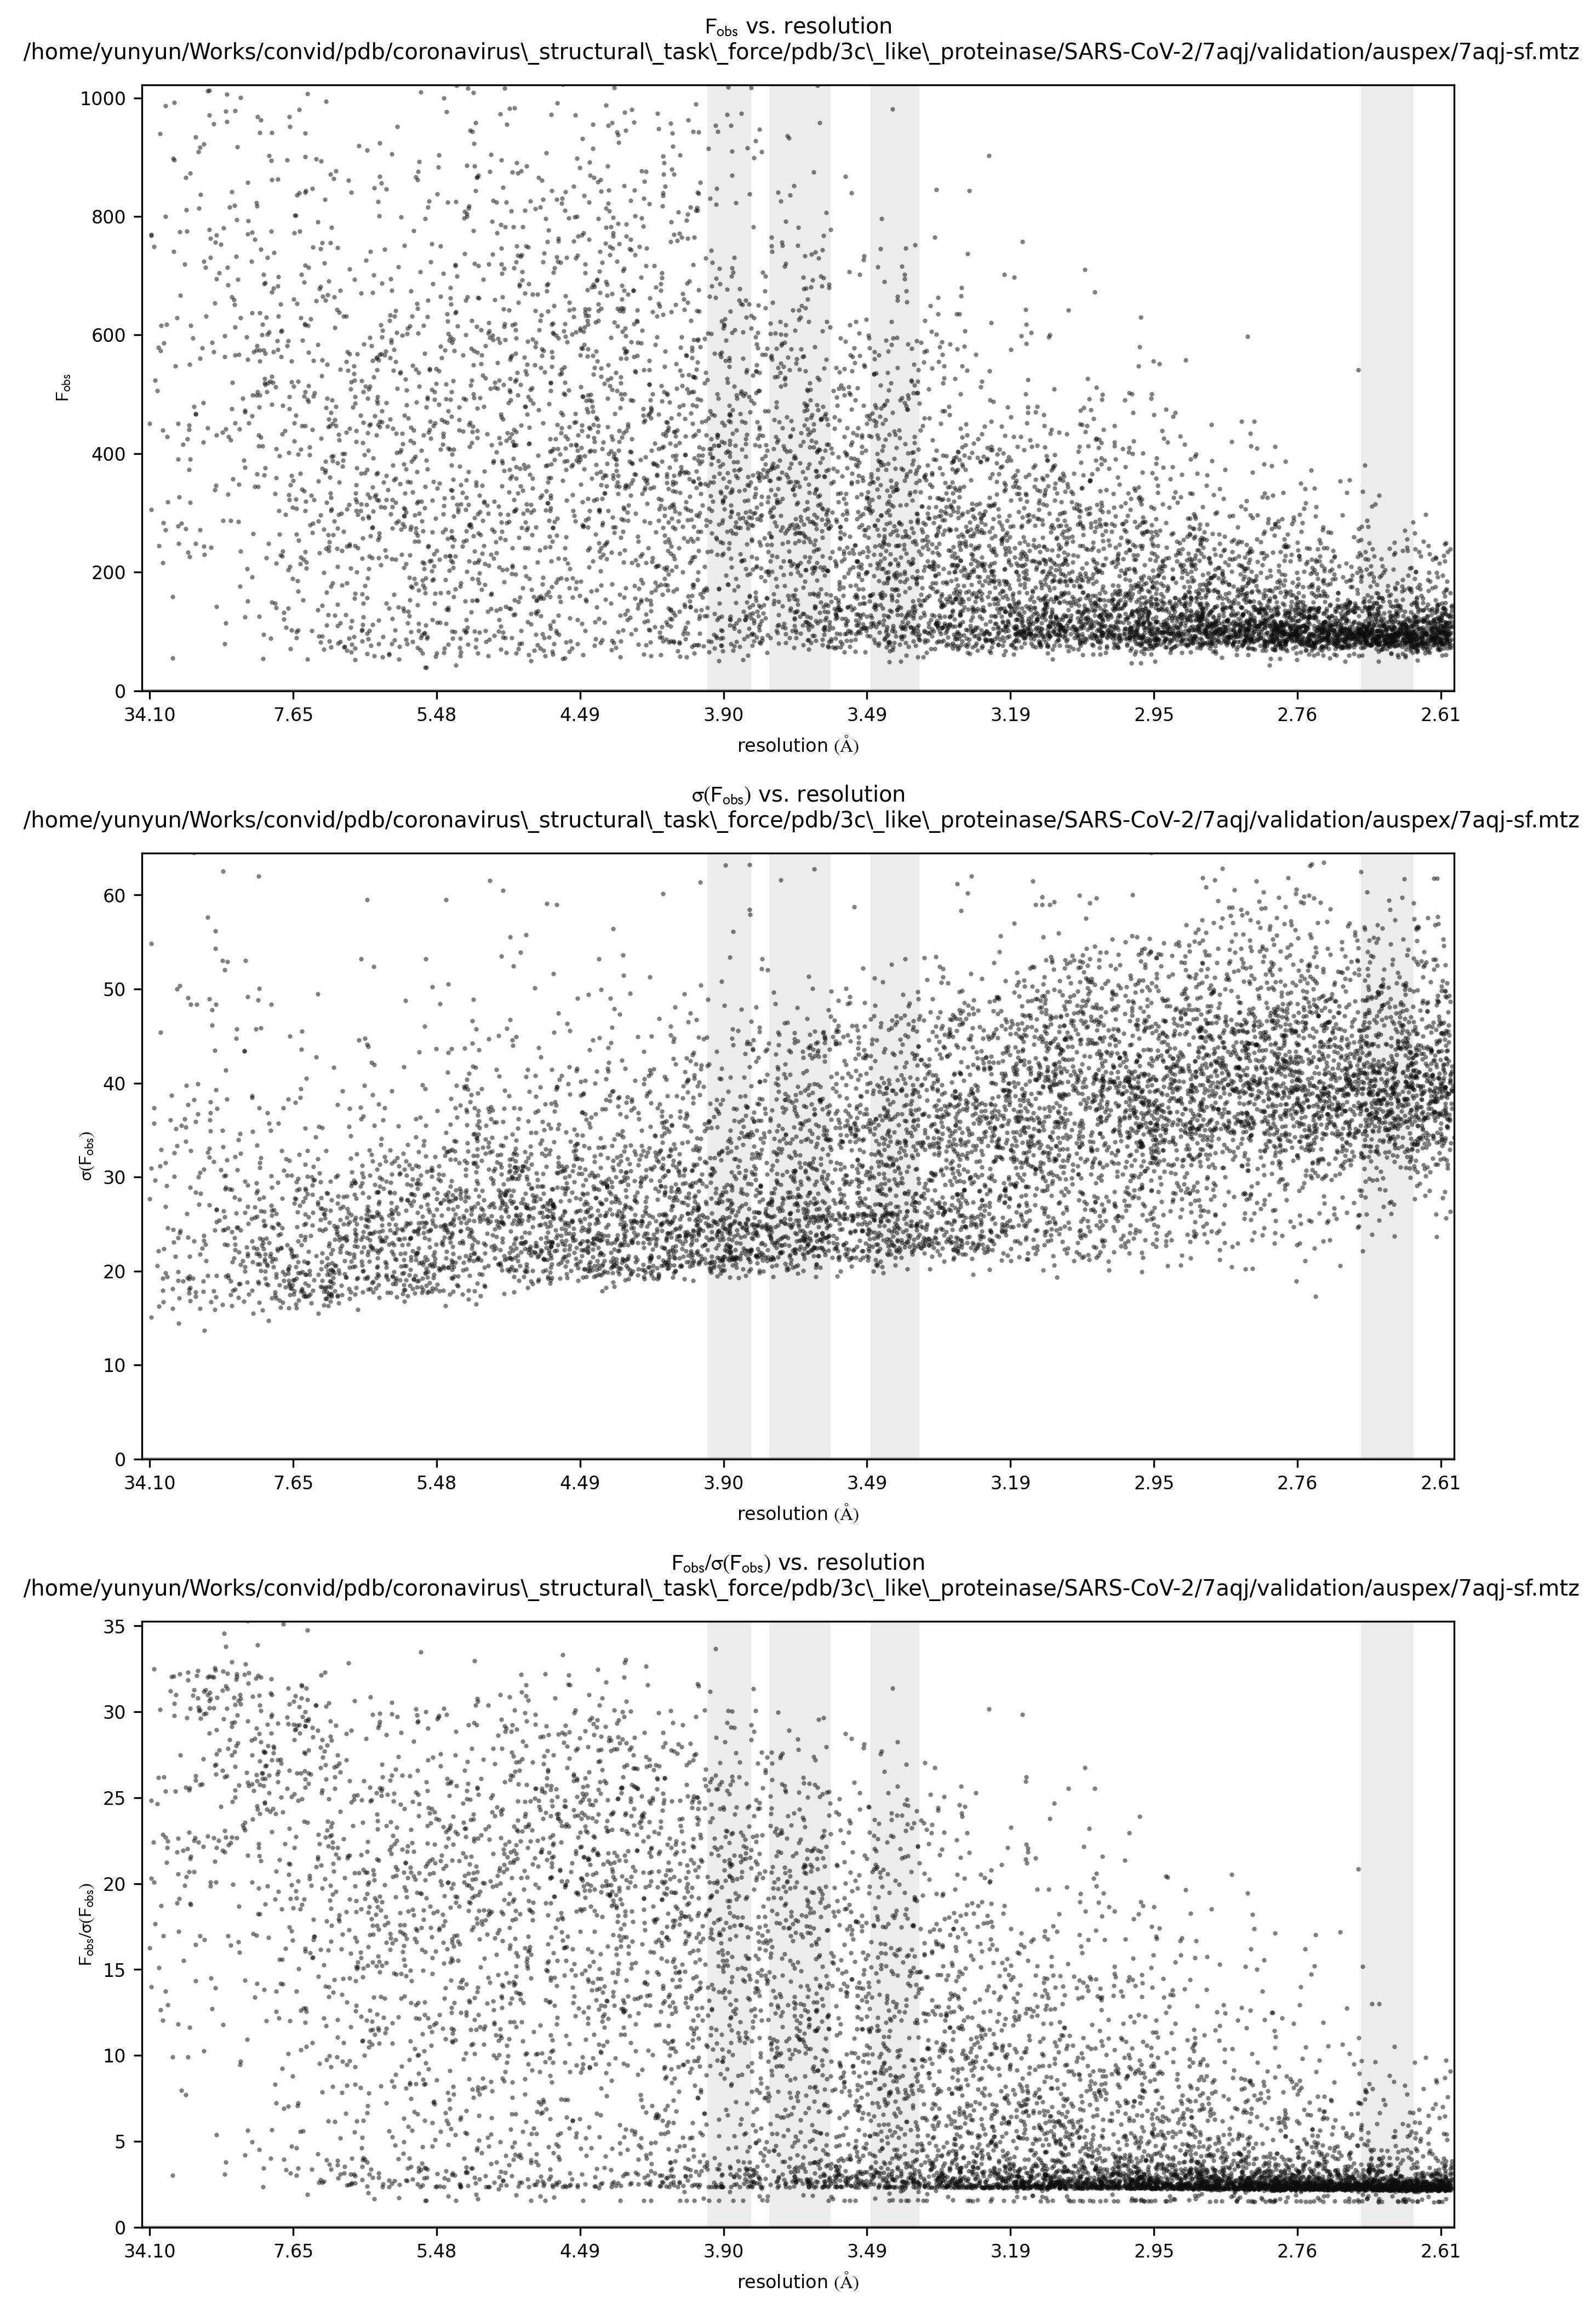 Fobs vs. resolution
/home/yunyun/Works/convid/pdb/coronavirus\_structural\_task\_force/pdb/3c\_like\_proteinase/SARS-CoV-2/7aqj/validation/auspex/7aqj-sf.mtz
1000
800
600
400
200
0
Fobs
34.10 7.65 5.48 4.49 3.90 3.49 3.19 2.95 2.76 2.61
resolution (Å)
σ(Fobs) vs. resolution
/home/yunyun/Works/convid/pdb/coronavirus\_structural\_task\_force/pdb/3c\_like\_proteinase/SARS-CoV-2/7aqj/validation/auspex/7aqj-sf.mtz
60
50
40
30
20
10
0
σ(Fobs)
34.10 7.65 5.48 4.49 3.90 3.49 3.19 2.95 2.76 2.61
resolution (Å)
Fobs/σ(Fobs) vs. resolution
/home/yunyun/Works/convid/pdb/coronavirus\_structural\_task\_force/pdb/3c\_like\_proteinase/SARS-CoV-2/7aqj/validation/auspex/7aqj-sf.mtz
35
30
25
20
15
10
5
0
Fobs/σ(Fobs)
34.10 7.65 5.48 4.49 3.90 3.49 3.19 2.95 2.76 2.61
resolution (Å)